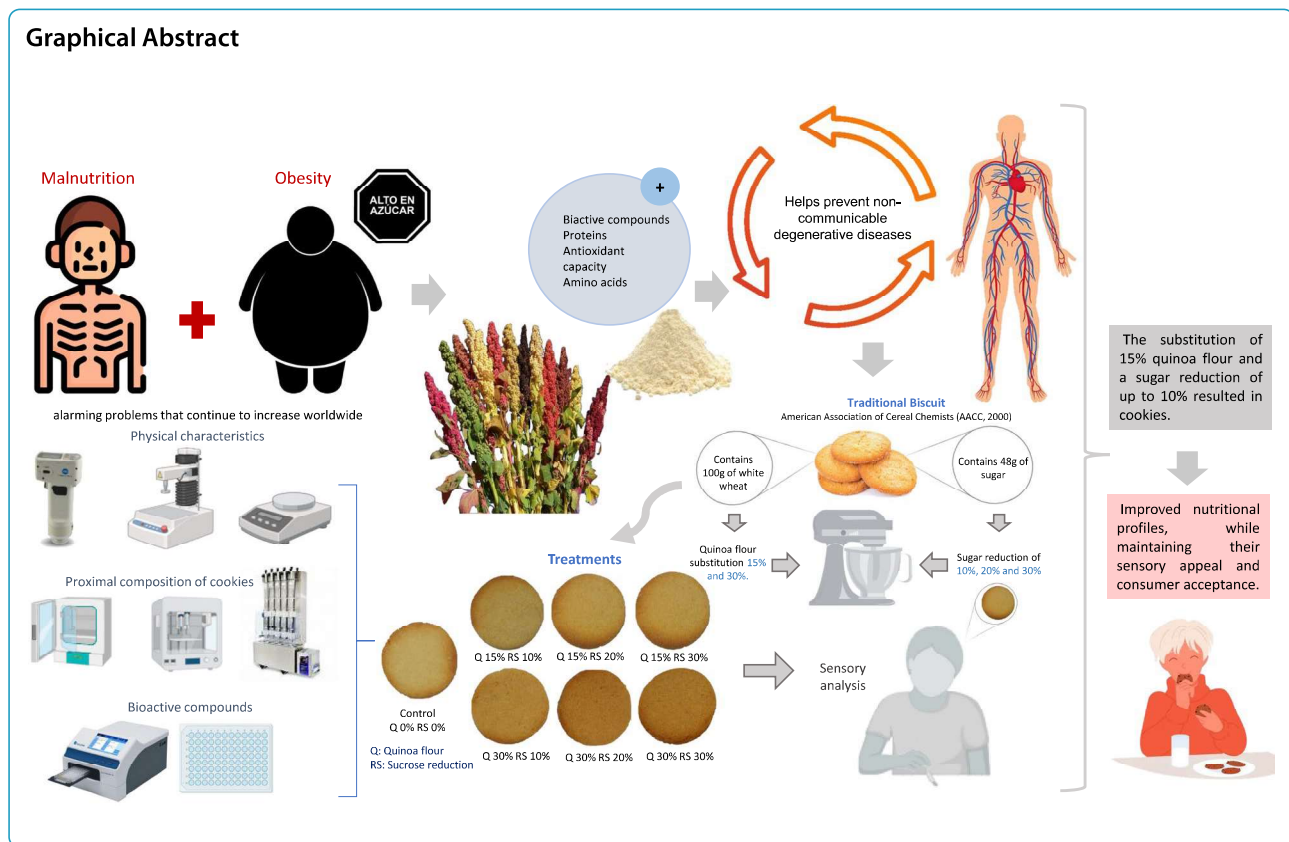 Graphical Abstract
Malnutrition
Obesity
ALTO EN
AZÚCAR
alarming problems that continue to increase worldwide
+
Biactive compounds
Proteins
Antioxidant
capacity
Amino acids
Helps prevent non-
communicable
degenerative diseases
Traditional Biscuit
American Association of Cereal Chemists (AACC, 2000)
Contains
100g of white
wheat
Contains 48g of
sugar
Quinoa flour
substitution 15%
and 30%.
Sugar reduction of
10%, 20% and 30%
Physical characteristics
Proximal composition of cookies
Bioactive compounds
Treatments
Control
Q 0% RS 0%
Q 15% RS 10%
Q 15% RS 20%
Q 15% RS 30%
Q 30% RS 10%
Q 30% RS 20%
Q 30% RS 30%
Q: Quinoa flour
RS: Sucrose reduction
Sensory
analysis
The substitution of
15% quinoa flour and
a sugar reduction of
up to 10% resulted in
cookies.
Improved nutritional
profiles, while
maintaining their
sensory appeal and
consumer acceptance.